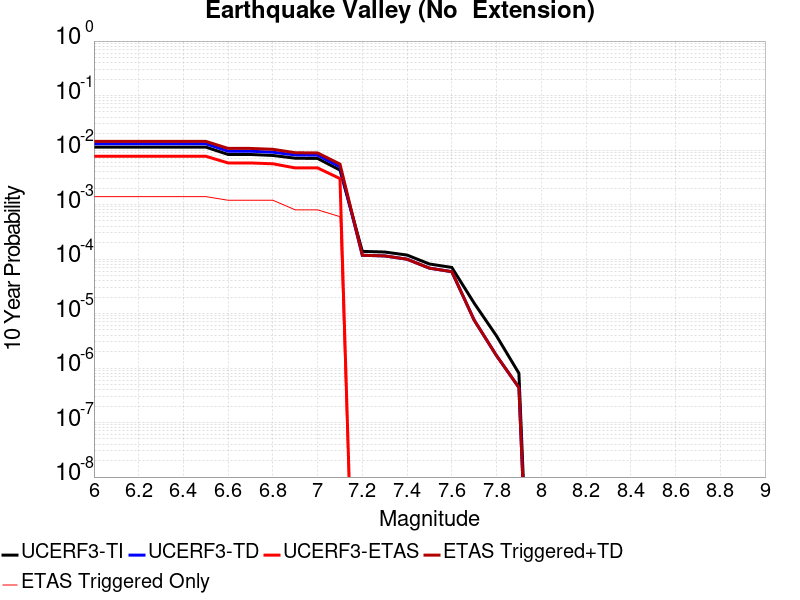 Earthquake Valley (No  Extension)
10^0
10^-1
10^-2
10^-3
10^-4
10^-5
10^-6
10^-7
10^-8
10 Year Probability
6 6.2 6.4 6.6 6.8 7 7.2 7.4 7.6 7.8 8 8.2 8.4 8.6 8.8 9
Magnitude
UCERF3-TI UCERF3-TD UCERF3-ETAS ETAS Triggered+TD
ETAS Triggered Only